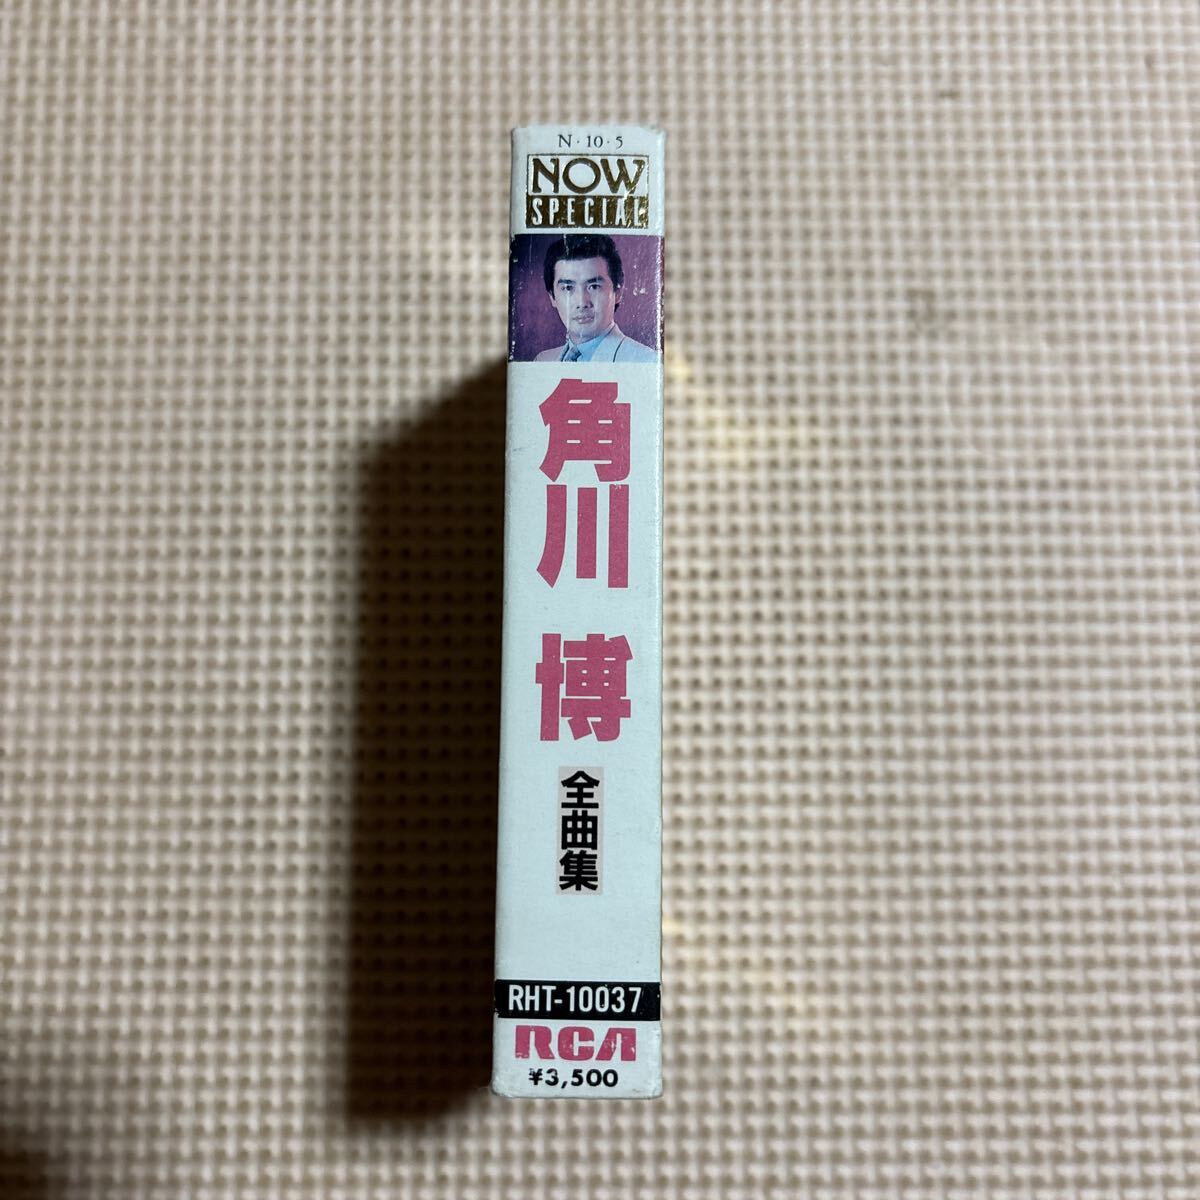 N・10・5
NOW
SPECIAL
角川 博
全曲集
RHT-10037
RCA
¥3,500